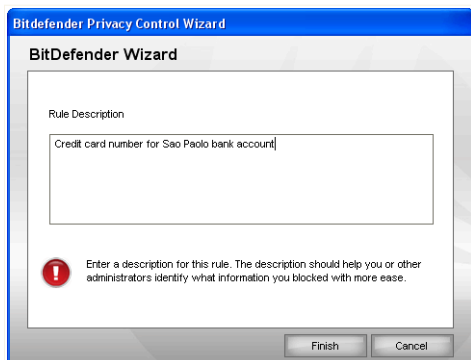 Bitdefender Privacy Control Wizard
BitDefender Wizard
Rule Description
Credit card number for Sao Paolo bank account
Enter a description for this rule. The description should help you or other
administrators identify what information you blocked with more ease.
Finish Cancel